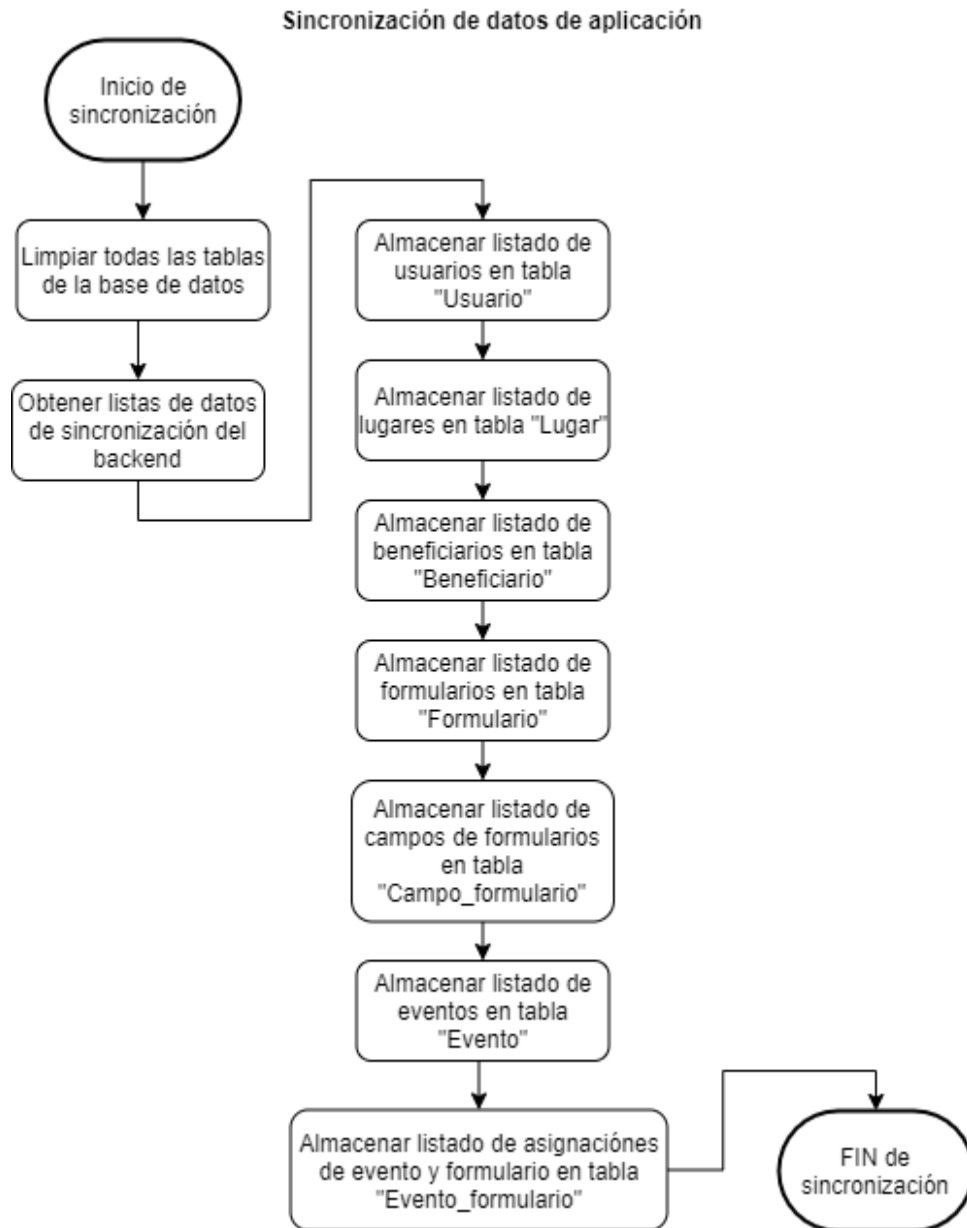 Sincronización de datos de aplicación
Inicio de
sincronización
Limpiar todas las tablas
de la base de datos
Obtener listas de datos
de sincronización del
backend
Almacenar listado de
usuarios en tabla
"Usuario"
Almacenar listado de
lugares en tabla "Lugar"
Almacenar listado de
beneficiarios en tabla
"Beneficiario"
Almacenar listado de
formularios en tabla
"Formulario"
Almacenar listado de
campos de formularios
en tabla
"Campo_formulario"
Almacenar listado de
eventos en tabla
"Evento"
Almacenar listado de asignaciónes
de evento y formulario en tabla
"Evento_formulario"
FIN de
sincronización